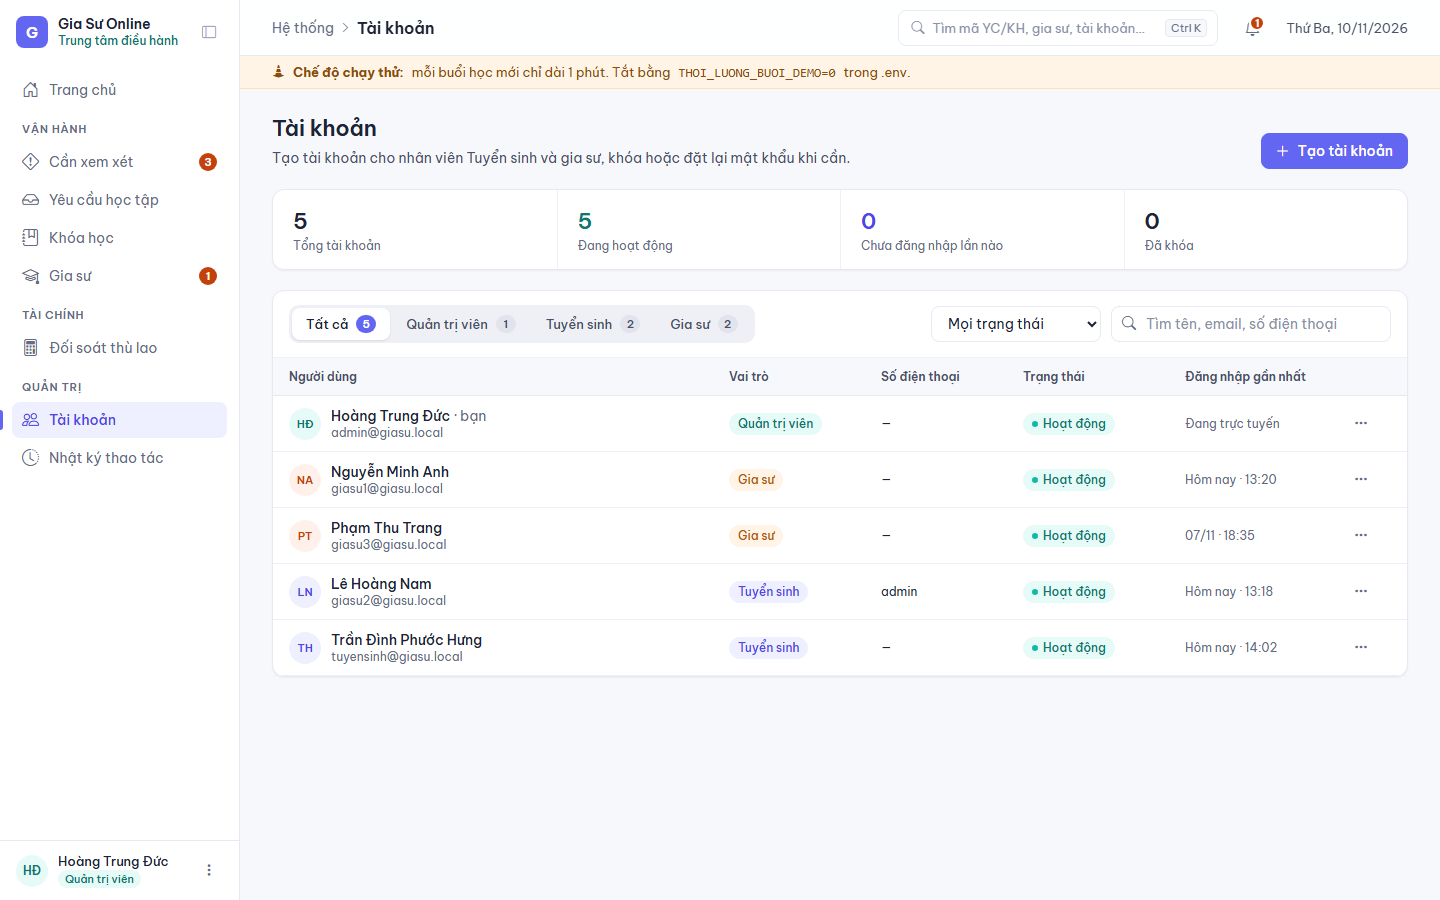 G
Gia Sư Online
Trung tâm điều hành
Trang chủ
VẬN HÀNH
Cần xem xét 3
Yêu cầu học tập
Khóa học
Gia sư 1
TÀI CHÍNH
Đối soát thù lao
QUẢN TRỊ
Tài khoản
Nhật ký thao tác
HĐ
Hoàng Trung Đức
Quản trị viên
Hệ thống > Tài khoản
Tìm mã YC/KH, gia sư, tài khoản... Ctrl K
1
Thứ Ba, 10/11/2026
Chế độ chạy thử: mỗi buổi học mới chỉ dài 1 phút. Tắt bằng THOI_LUONG_BUOI_DEMO=0 trong .env.
Tài khoản
Tạo tài khoản cho nhân viên Tuyển sinh và gia sư, khóa hoặc đặt lại mật khẩu khi cần.
+ Tạo tài khoản
5
Tổng tài khoản
5
Đang hoạt động
0
Chưa đăng nhập lần nào
0
Đã khóa
Tất cả 5 Quản trị viên 1 Tuyển sinh 2 Gia sư 2
Mọi trạng thái
Tìm tên, email, số điện thoại
Người dùng Vai trò Số điện thoại Trạng thái Đăng nhập gần nhất
HĐ Hoàng Trung Đức · bạn Quản trị viên – Hoạt động Đang trực tuyến ···
admin@giasu.local
NA Nguyễn Minh Anh Gia sư – Hoạt động Hôm nay · 13:20 ···
giasu1@giasu.local
PT Phạm Thu Trang Gia sư – Hoạt động 07/11 · 18:35 ···
giasu3@giasu.local
LN Lê Hoàng Nam Tuyển sinh admin Hoạt động Hôm nay · 13:18 ···
giasu2@giasu.local
TH Trần Đình Phước Hưng Tuyển sinh – Hoạt động Hôm nay · 14:02 ···
tuyensinh@giasu.local